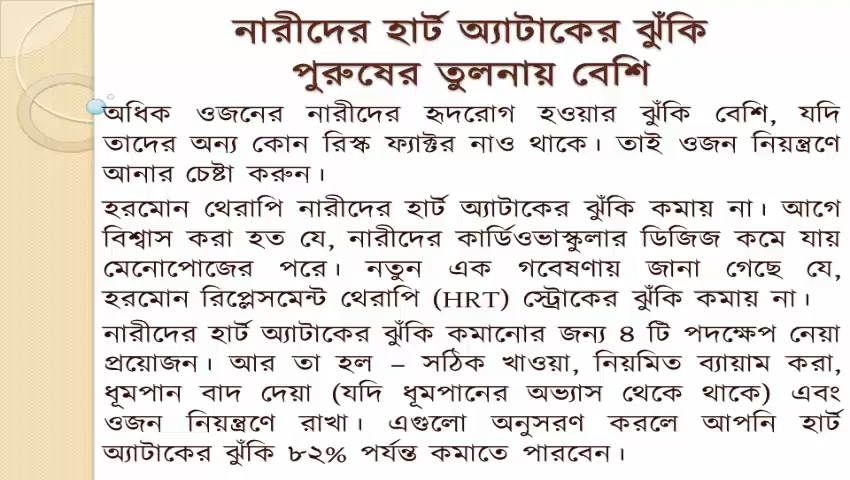 নারীদের হার্ট অ্যাটাকের ঝুঁকি
পুরুষের তুলনায় বেশি
অধিক ওজনের নারীদের হৃদরোগ হওয়ার ঝুঁকি বেশি, যদি
তাদের অন্য কোন রিস্ক ফ্যাক্টর নাও থাকে। তাই ওজন নিয়ন্ত্রণে
আনার চেষ্টা করুন।
হরমোন থেরাপি নারীদের হার্ট অ্যাটাকের ঝুঁকি কমায় না। আগে
বিশ্বাস করা হত যে, নারীদের কার্ডিওভাস্কুলার ডিজিজ কমে যায়
মেনোপোজের পরে। নতুন এক গবেষণায় জানা গেছে যে,
হরমোন রিপ্লেসমেন্ট থেরাপি (HRT) স্ট্রোকের ঝুঁকি কমায় না।
নারীদের হার্ট অ্যাটাকের ঝুঁকি কমানোর জন্য ৪ টি পদক্ষেপ নেয়া
প্রয়োজন। আর তা হল – সঠিক খাওয়া, নিয়মিত ব্যায়াম করা,
ধূমপান বাদ দেয়া (যদি ধূমপানের অভ্যাস থেকে থাকে) এবং
ওজন নিয়ন্ত্রণে রাখা। এগুলো অনুসরণ করলে আপনি হার্ট
অ্যাটাকের ঝুঁকি ৮২% পর্যন্ত কমাতে পারবেন।